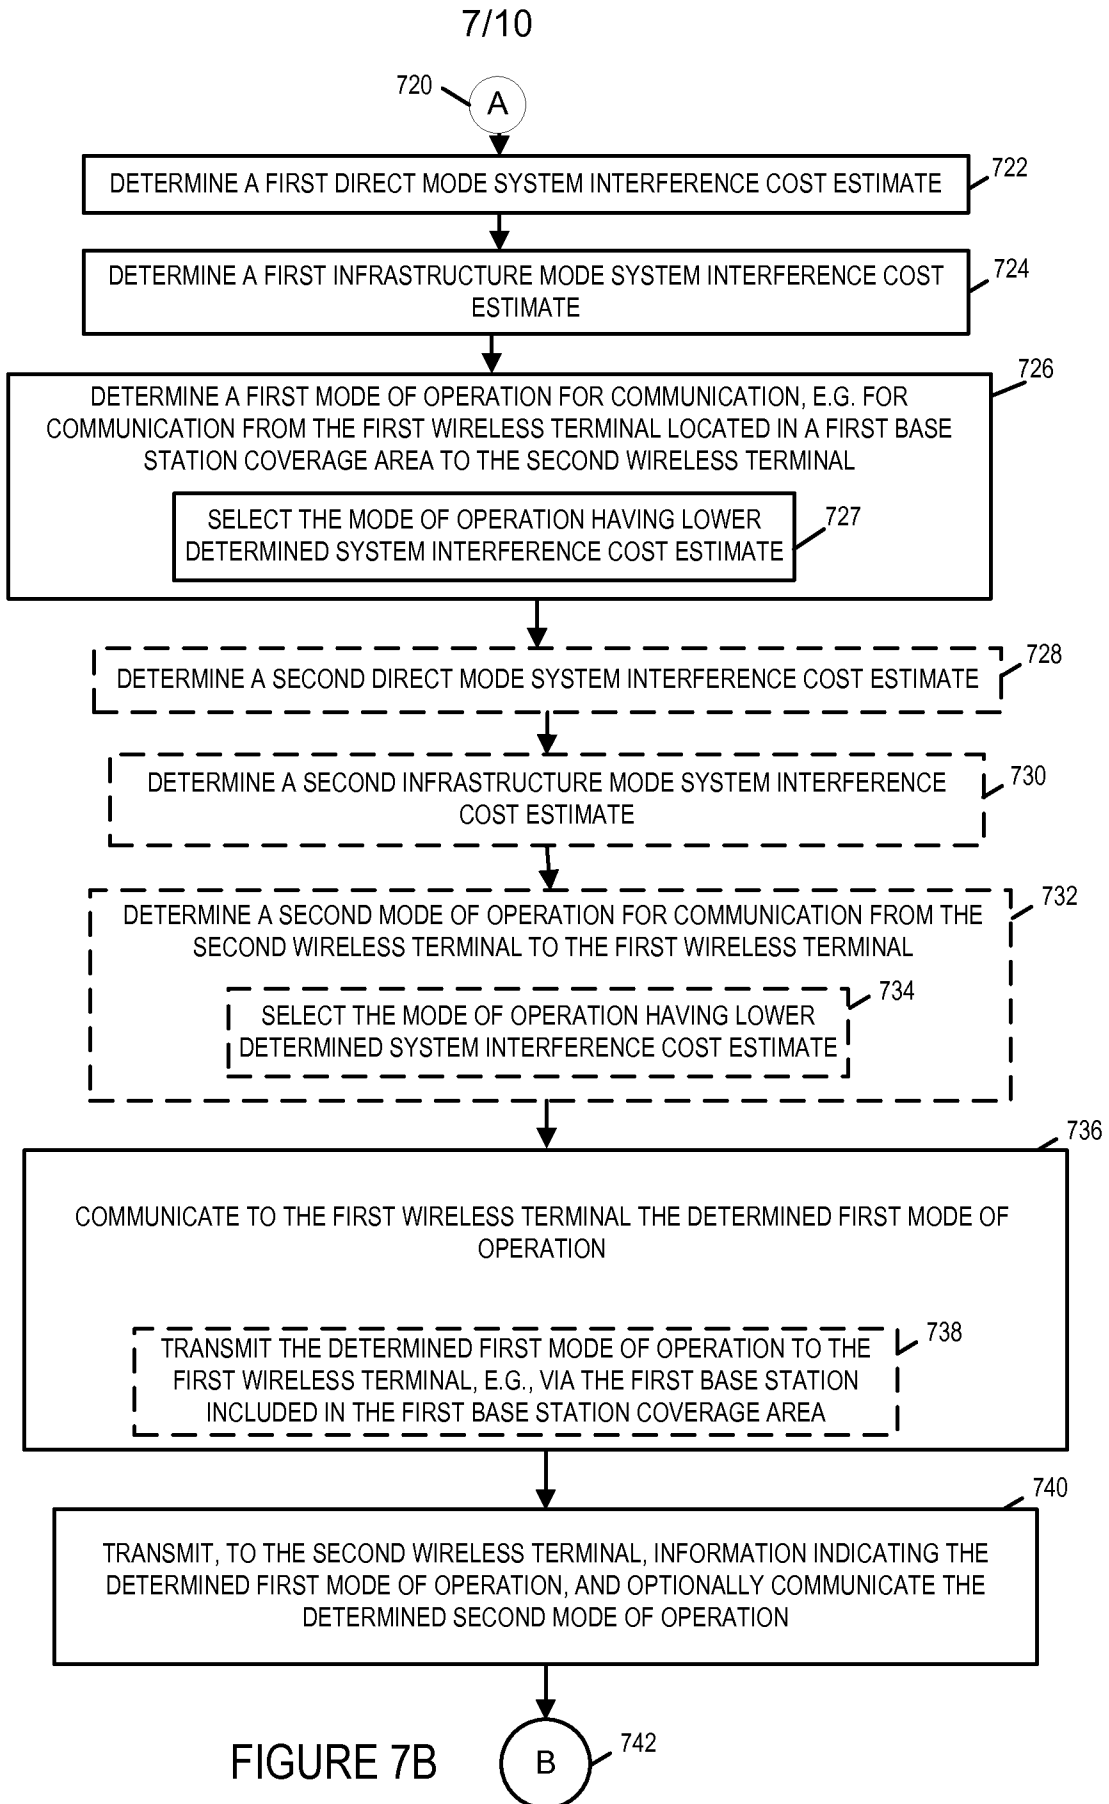 7/10
720
A
DETERMINE A FIRST DIRECT MODE SYSTEM INTERFERENCE COST ESTIMATE
722
DETERMINE A FIRST INFRASTRUCTURE MODE SYSTEM INTERFERENCE COST
ESTIMATE
724
726
DETERMINE A FIRST MODE OF OPERATION FOR COMMUNICATION, E.G. FOR
COMMUNICATION FROM THE FIRST WIRELESS TERMINAL LOCATED IN A FIRST BASE
STATION COVERAGE AREA TO THE SECOND WIRELESS TERMINAL
SELECT THE MODE OF OPERATION HAVING LOWER
DETERMINED SYSTEM INTERFERENCE COST ESTIMATE
727
DETERMINE A SECOND DIRECT MODE SYSTEM INTERFERENCE COST ESTIMATE
728
DETERMINE A SECOND INFRASTRUCTURE MODE SYSTEM INTERFERENCE
COST ESTIMATE
730
DETERMINE A SECOND MODE OF OPERATION FOR COMMUNICATION FROM THE
SECOND WIRELESS TERMINAL TO THE FIRST WIRELESS TERMINAL
732
SELECT THE MODE OF OPERATION HAVING LOWER
DETERMINED SYSTEM INTERFERENCE COST ESTIMATE
734
736
COMMUNICATE TO THE FIRST WIRELESS TERMINAL THE DETERMINED FIRST MODE OF
OPERATION
TRANSMIT THE DETERMINED FIRST MODE OF OPERATION TO THE
FIRST WIRELESS TERMINAL, E.G., VIA THE FIRST BASE STATION
INCLUDED IN THE FIRST BASE STATION COVERAGE AREA
738
740
TRANSMIT, TO THE SECOND WIRELESS TERMINAL, INFORMATION INDICATING THE
DETERMINED FIRST MODE OF OPERATION, AND OPTIONALLY COMMUNICATE THE
DETERMINED SECOND MODE OF OPERATION
FIGURE 7B
B
742